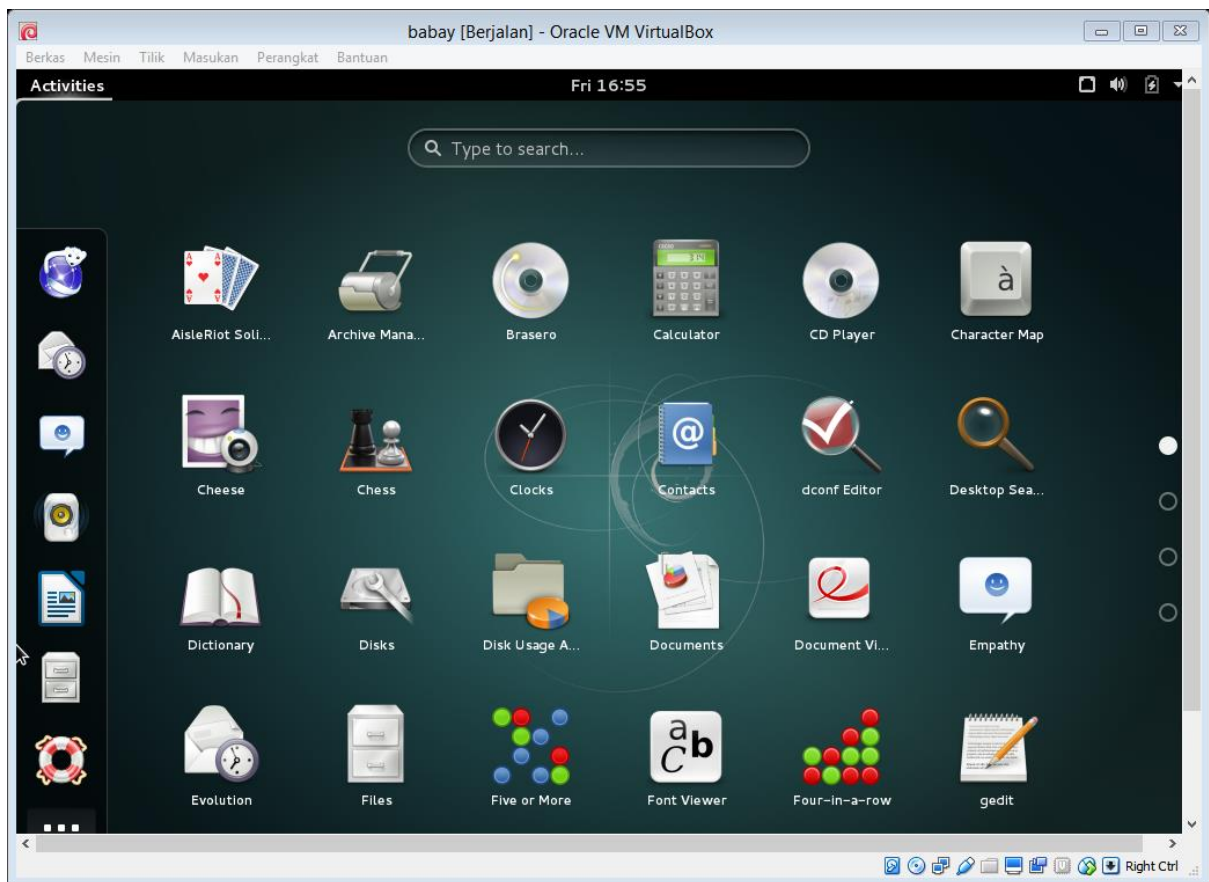 babay [Berjalan] - Oracle VM VirtualBox
Berkas Mesin Tilik Masukan Perangkat Bantuan
Activities Fri 16:55
Type to search...
AisleRiot Soli... Archive Mana... Brasero Calculator CD Player Character Map
Cheese Chess Clocks Contacts dconf Editor Desktop Sea...
Dictionary Disks Disk Usage A... Documents Document Vi... Empathy
Evolution Files Five or More Font Viewer Four-in-a-row gedit
Right Ctrl